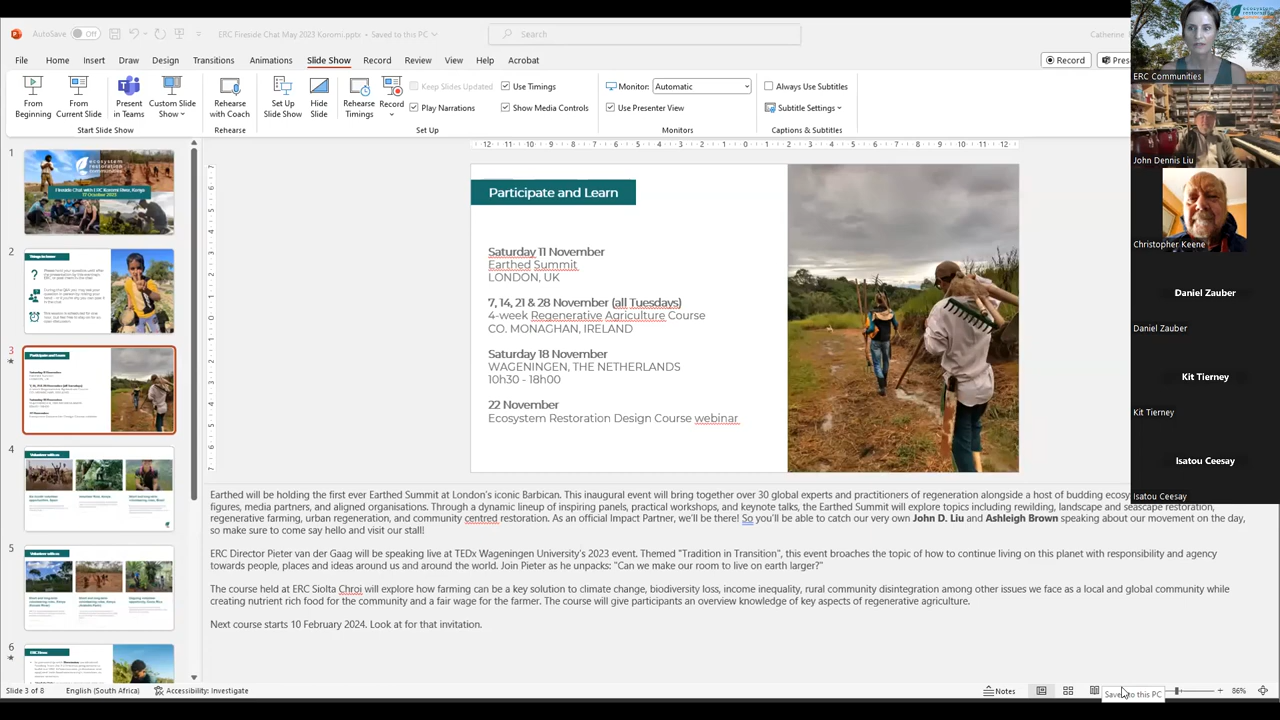 AutoSave Off
ERC Fireside Chat May 2023 Koromi.pptx • Saved to this PC
Search
Catherine
File Home Insert Draw Design Transitions Animations Slide Show Record Review View Help Acrobat
Record
From Beginning
From Current Slide
Present in Teams
Custom Slide Show
Start Slide Show
Rehearse with Coach
Rehearse
Set Up Slide Show
Hide Slide
Rehearse Timings
Record
Keep Slides Updated
Play Narrations
Use Timings
Show Media Controls
Set Up
Monitor: Automatic
Use Presenter View
Monitors
Always Use Subtitles
Subtitle Settings
Captions & Subtitles
ERC Communities
John Dennis Liu
Christopher Keene
Daniel Zauber
Daniel Zauber
Kit Tierney
Kit Tierney
Isatou Ceesay
Isatou Ceesay
1
2
3
4
5
6
Participate and Learn
Saturday 11 November
Earthed Summit
LONDON, UK
7, 14, 21 & 28 November (all Tuesdays)
4-week Regenerative Agriculture Course
CO. MONAGHAN, IRELAND
Saturday 18 November
WAGENINGEN, THE NETHERLANDS
10h30 - 18h00
22 November
Ecosystem Restoration Design Course webinar
Earthed will be holding the first ever Earthed Summit at London's iconic Barbican. This inaugural event will bring together over 30 global experts and practitioners of regeneration alongside a host of budding
figures, media partners, and aligned organisations. Through a dynamic lineup of inspiring panels, practical workshops, and keynote talks, the Earthed Summit will explore topics including rewilding, landscape and seascape restoration,
regenerative farming, urban regeneration, and community centred restoration. As an official Impact Partner, we'll be there! So you'll be able to catch our very own John D. Liu and Ashleigh Brown speaking about our movement on the day,
so make sure to come say hello and visit our stall!
ERC Director Pieter van der Gaag will be speaking live at TEDx Wageningen University's 2023 event. Themed "Tradition in Transition", this event broaches the topic of how to continue living on this planet with responsibility and agency
towards people, places and ideas around us and around the world. Join Pieter as he unpacks: "Can we make our room to live on earth larger?"
The course held at ERC Siolta Chroi will explore how farming can impact biodiversity restoration, climate change, biodiversity loss, income inequality, rural community disintegration among other issues we face as a local and global community while
creating nutrient rich food for the community and a fair wage for the farmer. The course will give participants an overview knowledge of key aspects of regenerative agriculture.
Next course starts 10 February 2024. Look at for that invitation.
Slide 3 of 8 English (South Africa) Accessibility: Investigate
Notes
Saved to this PC
86%